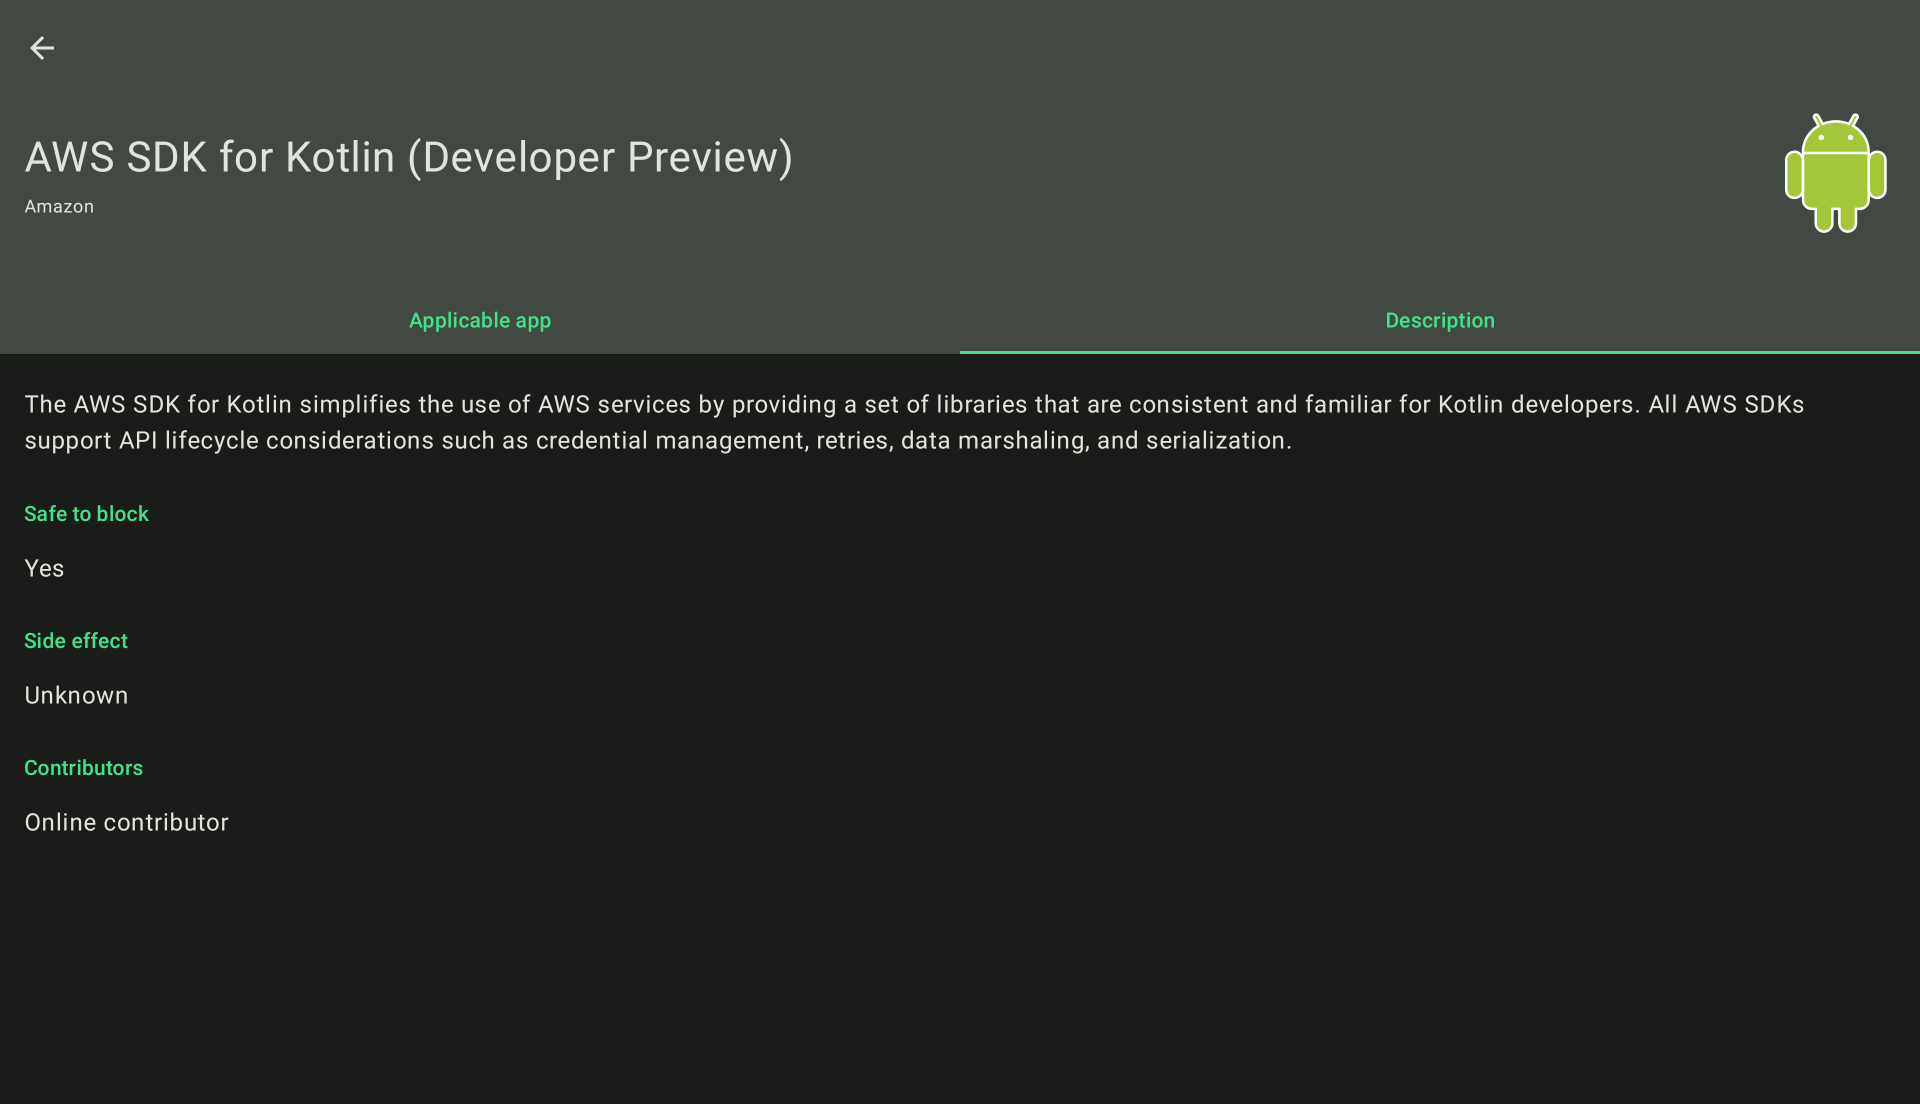 AWS SDK for Kotlin (Developer Preview)
Amazon
Applicable app
Description
The AWS SDK for Kotlin simplifies the use of AWS services by providing a set of libraries that are consistent and familiar for Kotlin developers. All AWS SDKs
support API lifecycle considerations such as credential management, retries, data marshaling, and serialization.
Safe to block
Yes
Side effect
Unknown
Contributors
Online contributor